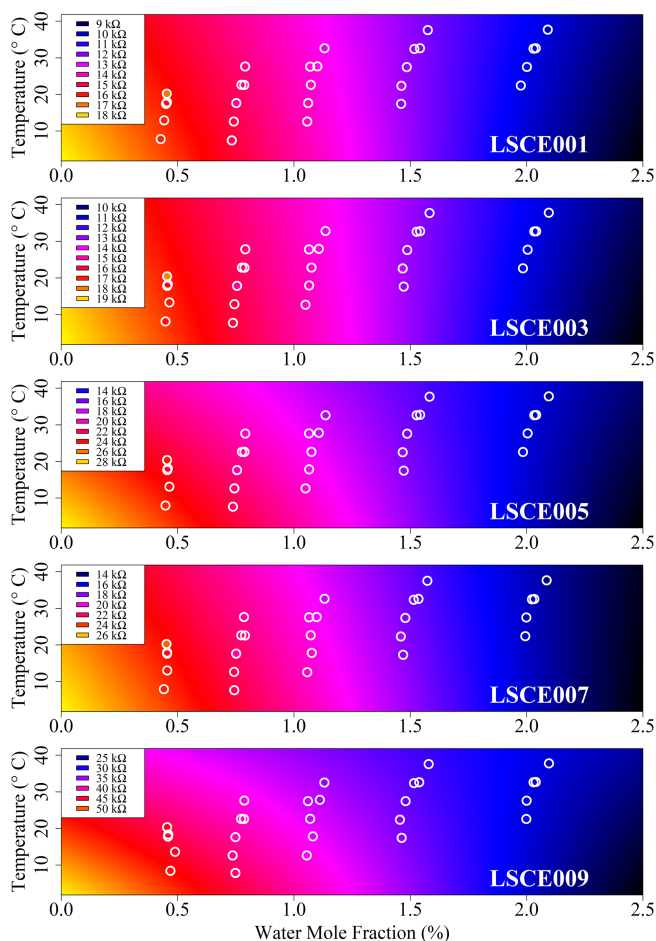 Temperature (° C)
40
30
20
10
9 kΩ
10 kΩ
11 kΩ
12 kΩ
13 kΩ
14 kΩ
15 kΩ
16 kΩ
17 kΩ
18 kΩ
LSCE001
0.0 0.5 1.0 1.5 2.0 2.5
Temperature (° C)
40
30
20
10
10 kΩ
11 kΩ
12 kΩ
13 kΩ
14 kΩ
15 kΩ
16 kΩ
17 kΩ
18 kΩ
19 kΩ
LSCE003
0.0 0.5 1.0 1.5 2.0 2.5
Temperature (° C)
40
30
20
10
14 kΩ
16 kΩ
18 kΩ
20 kΩ
22 kΩ
24 kΩ
26 kΩ
28 kΩ
LSCE005
0.0 0.5 1.0 1.5 2.0 2.5
Temperature (° C)
40
30
20
10
14 kΩ
16 kΩ
18 kΩ
20 kΩ
22 kΩ
24 kΩ
26 kΩ
LSCE007
0.0 0.5 1.0 1.5 2.0 2.5
Temperature (° C)
40
30
20
10
25 kΩ
30 kΩ
35 kΩ
40 kΩ
45 kΩ
50 kΩ
LSCE009
0.0 0.5 1.0 1.5 2.0 2.5
Water Mole Fraction (%)